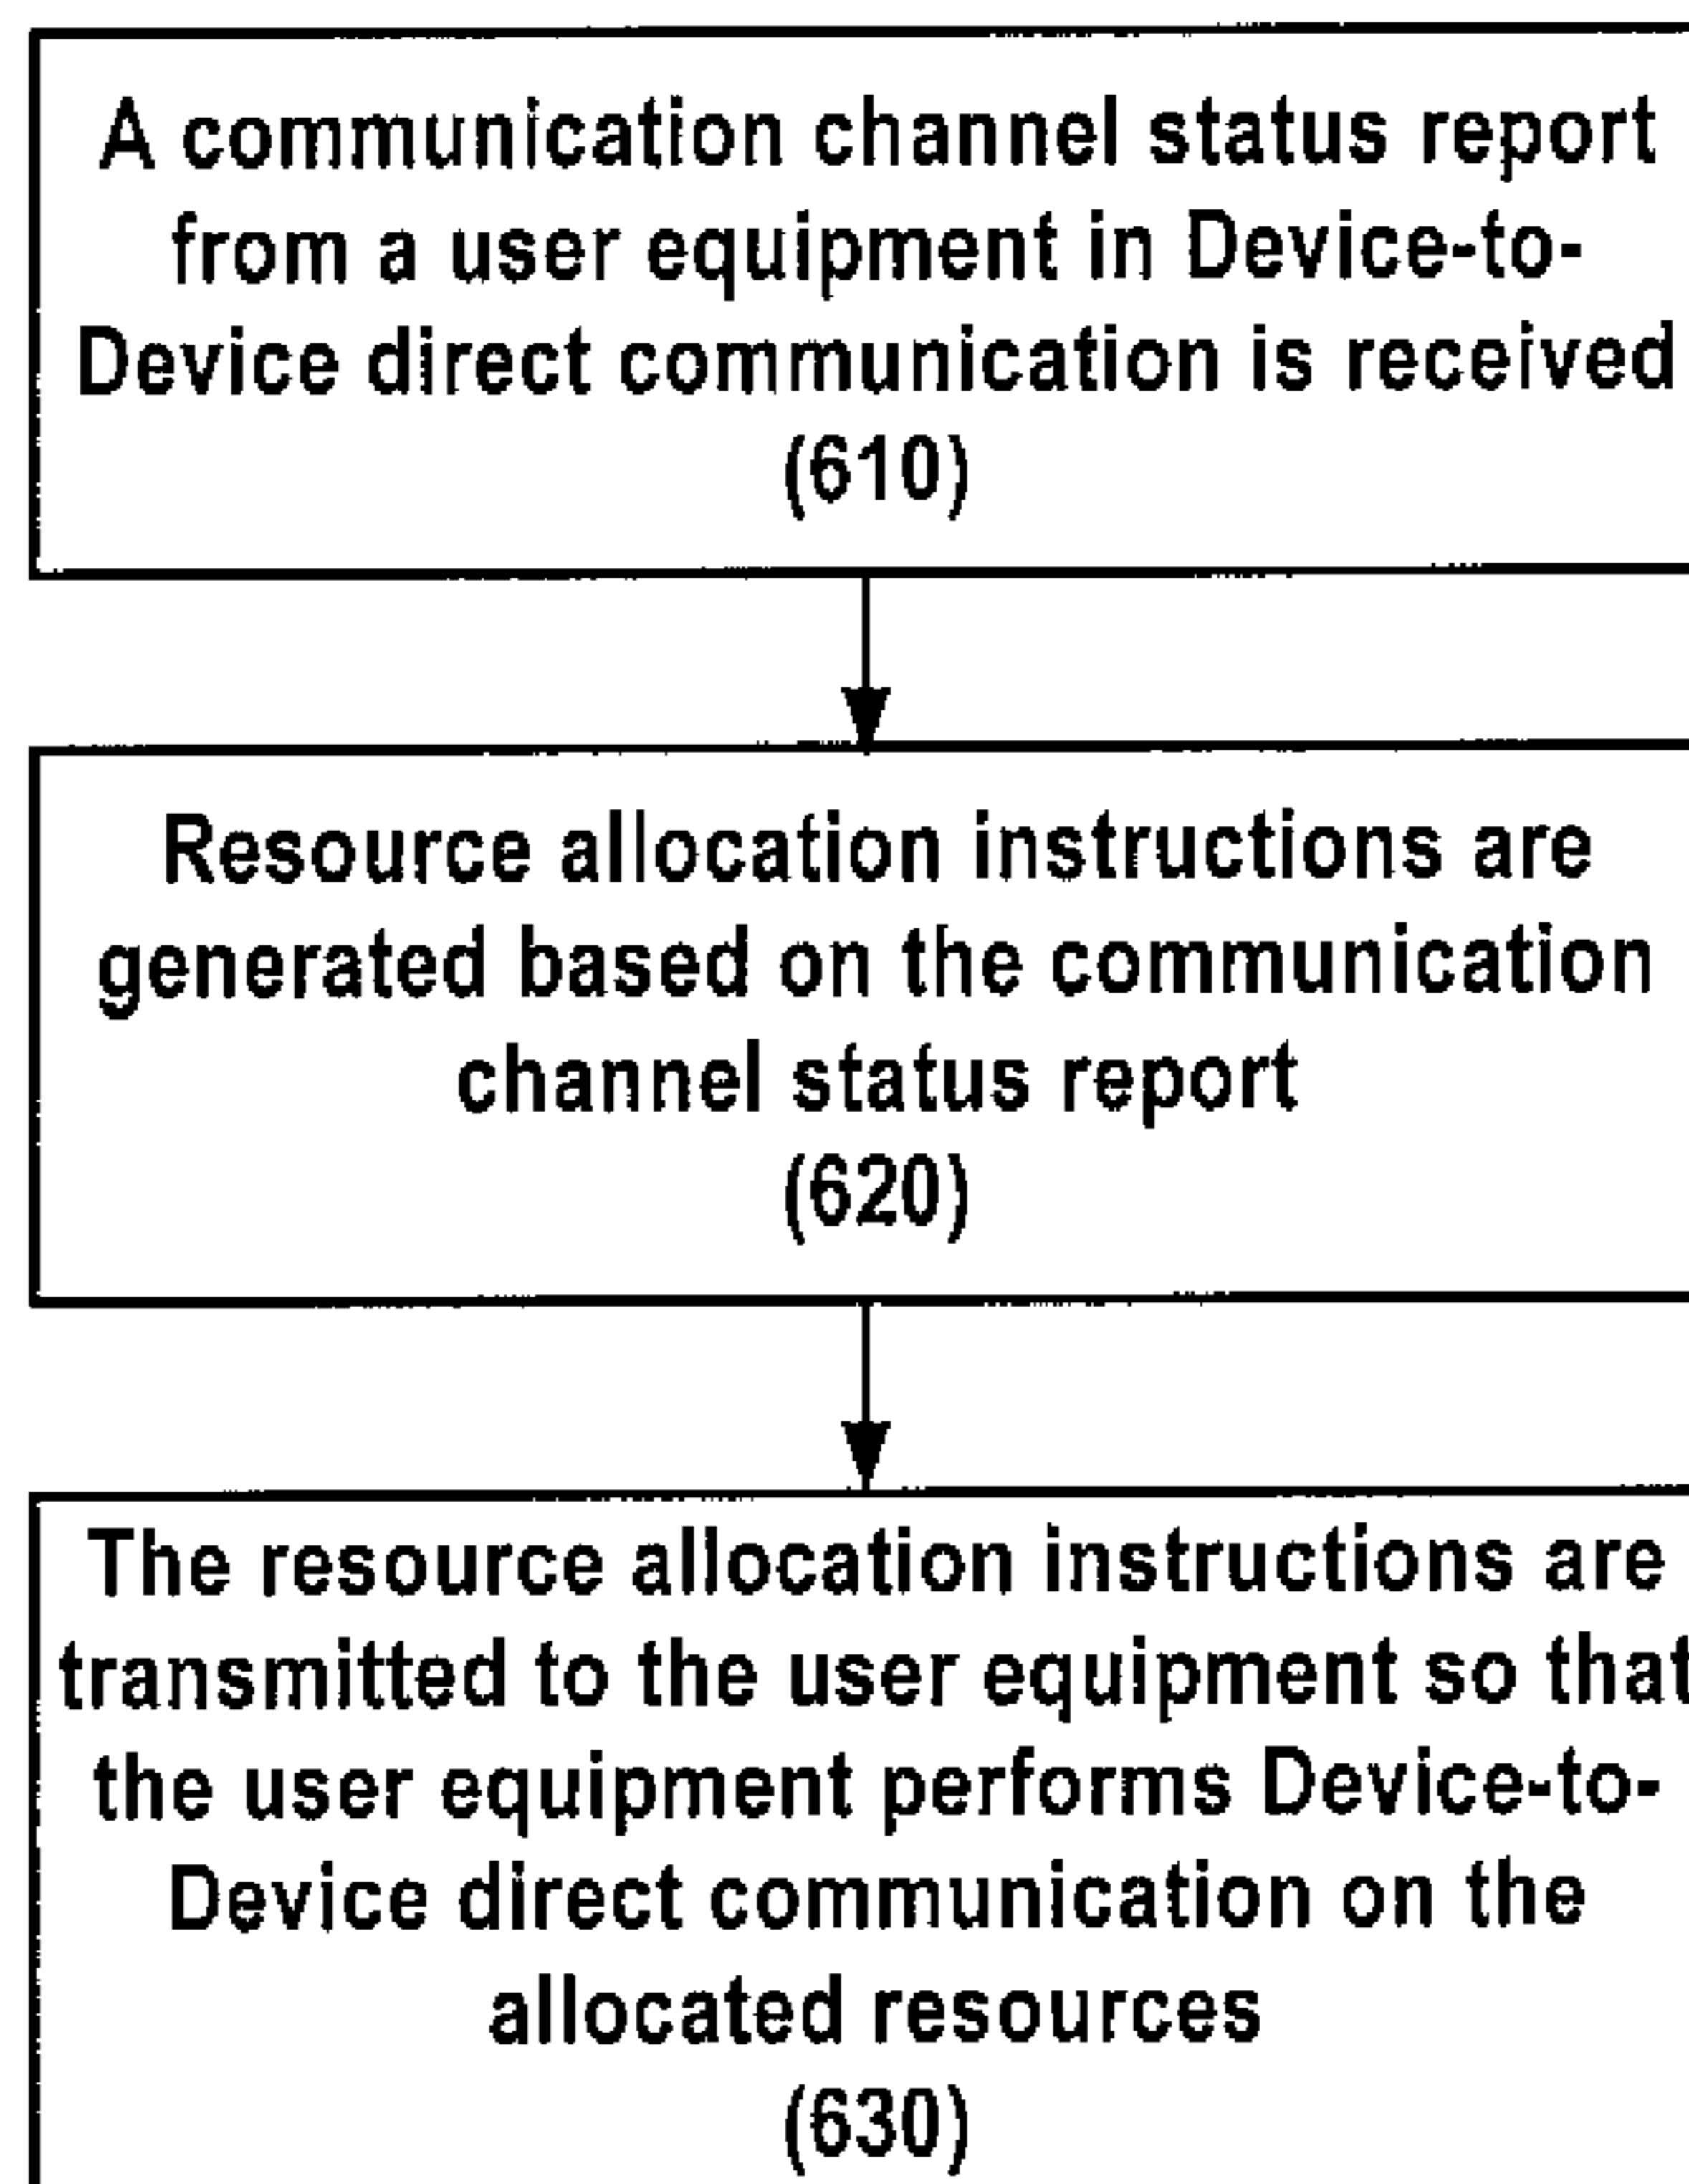 A communication channel status report
from a user equipment in Device-to-
Device direct communication is received
(610)
Resource allocation instructions are
generated based on the communication
channel status report
(620)
The resource allocation instructions are
transmitted to the user equipment so that
the user equipment performs Device-to-
Device direct communication on the
allocated resources
(630)